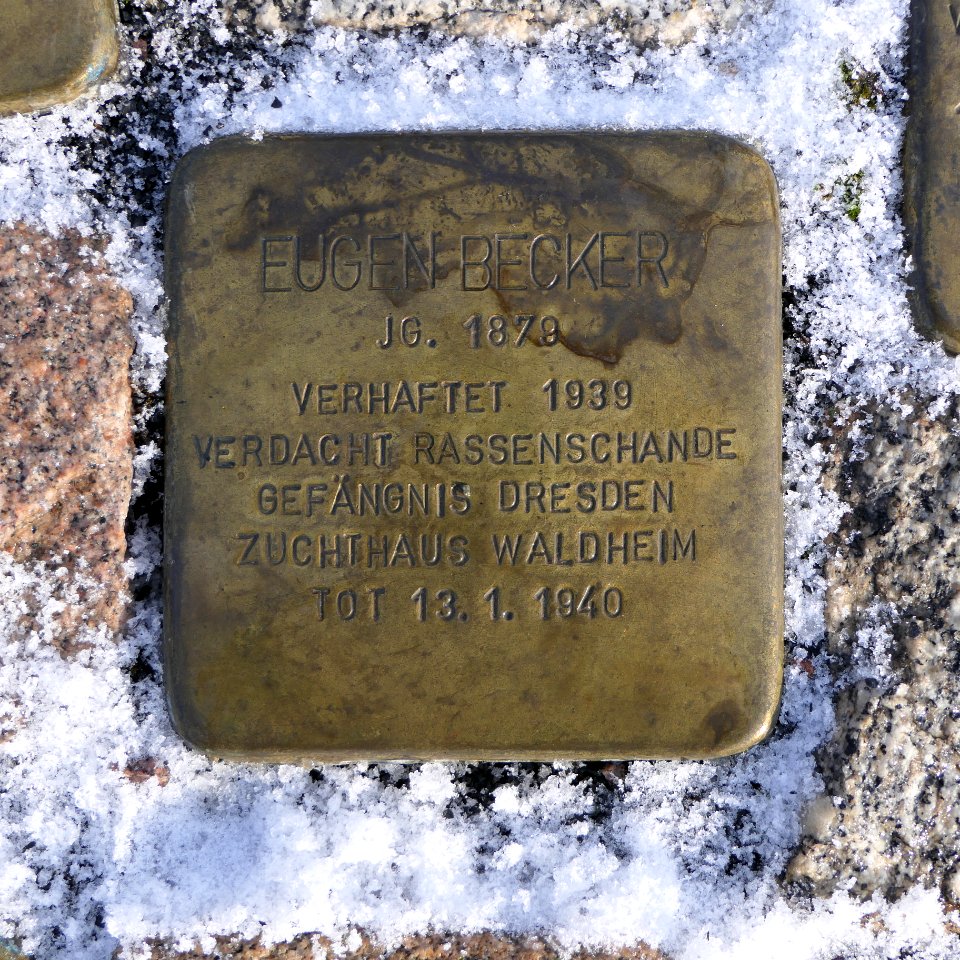 EUGEN BECKER
JG. 1879
VERHAFTET 1939
VERDACHT RASSENSCHANDE
GEFÄNGNIS DRESDEN
ZUCHTHAUS WALDHEIM
TOT 13. 1. 1940